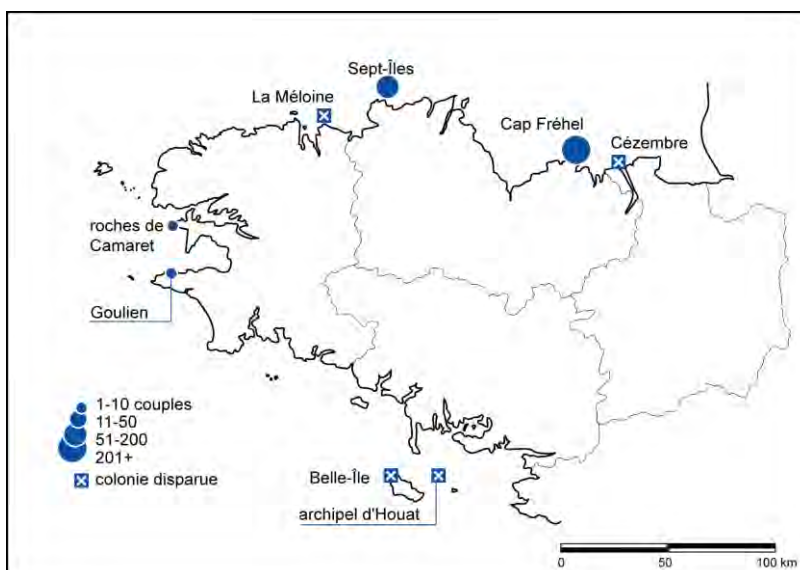 Sept-Îles
La Méloine
Cap Fréhel
Cézembre
roches de
Camaret
Goulien
1-10 couples
11-50
51-200
201+
colonie disparue
Belle-Île
archipel d'Houat
0 50 100 km